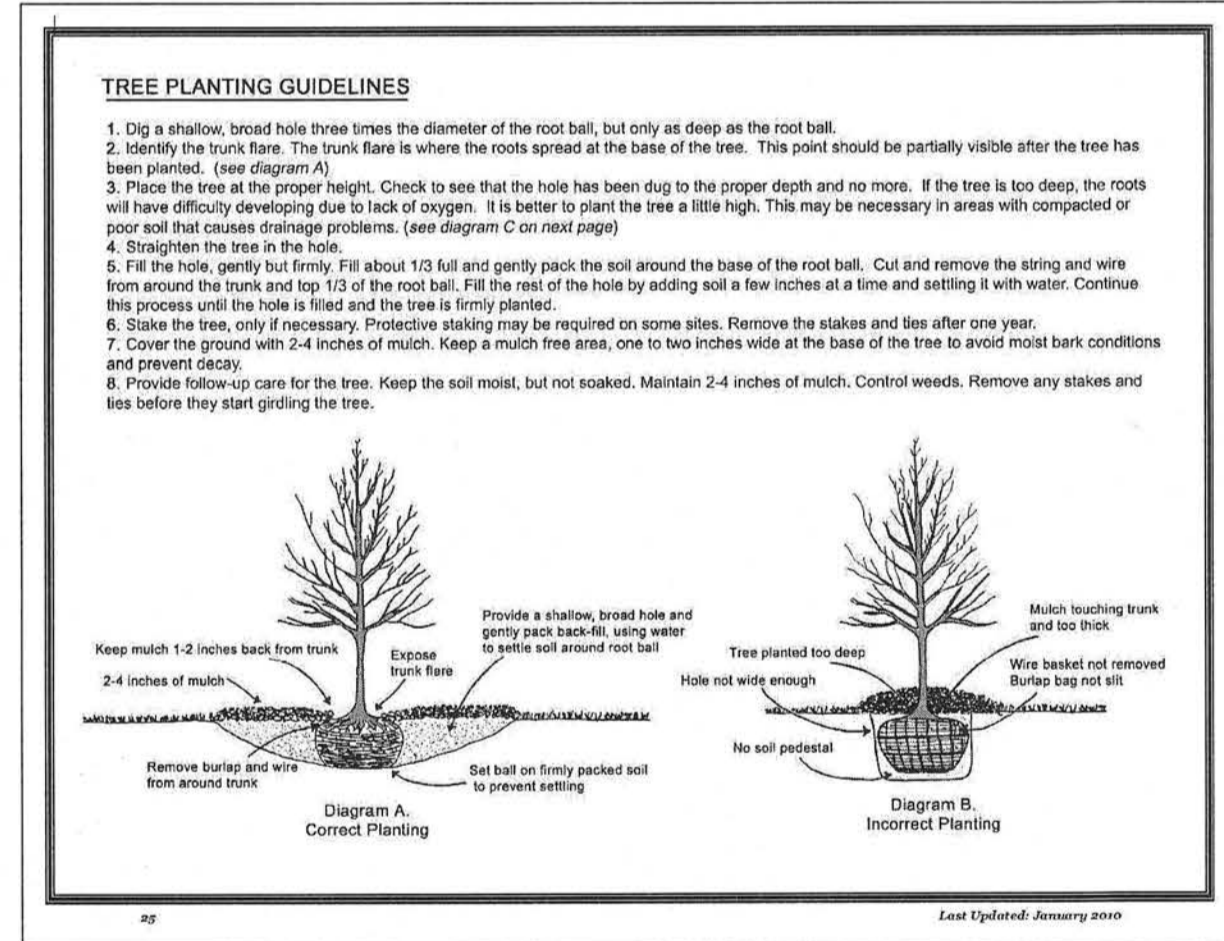 TREE PLANTING GUIDELINES
1. Dig a shallow, broad hole three times the diameter of the root ball, but only as deep as the root ball.
2. Identify the trunk flare. The trunk flare is where the roots spread at the base of the tree. This point should be partially visible after the tree has
been planted. (see diagram A)
3. Place the tree at the proper height. Check to see that the hole has been dug to the proper depth and no more. If the tree is too deep, the roots
will have difficulty developing due to lack of oxygen. It is better to plant the tree a little high. This may be necessary in areas with compacted or
poor soil that causes drainage problems. (see diagram C on next page)
4. Straighten the tree in the hole.
5. Fill the hole, gently but firmly. Fill about 1/3 full and gently pack the soil around the base of the root ball. Cut and remove the string and wire
from around the trunk and top 1/3 of the root ball. Fill the rest of the hole by adding soil a few inches at a time and settling it with water. Continue
this process until the hole is filled and the tree is firmly planted.
6. Stake the tree, only if necessary. Protective staking may be required on some sites. Remove the stakes and ties after one year.
7. Cover the ground with 2-4 inches of mulch. Keep a mulch free area, one to two inches wide at the base of the tree to avoid moist bark conditions
and prevent decay.
8. Provide follow-up care for the tree. Keep the soil moist, but not soaked. Maintain 2-4 inches of mulch. Control weeds. Remove any stakes and
ties before they start girdling the tree.
Keep mulch 1-2 inches back from trunk
2-4 inches of mulch
Expose
trunk flare
Provide a shallow, broad hole and
gently pack back-fill, using water
to settle soil around root ball
Remove burlap and wire
from around trunk
Set ball on firmly packed soil
to prevent settling
Diagram A.
Correct Planting
Tree planted too deep
Hole not wide enough
No soil pedestal
Mulch touching trunk
and too thick
Wire basket not removed
Burlap bag not slit
Diagram B.
Incorrect Planting
25
Last Updated: January 2010